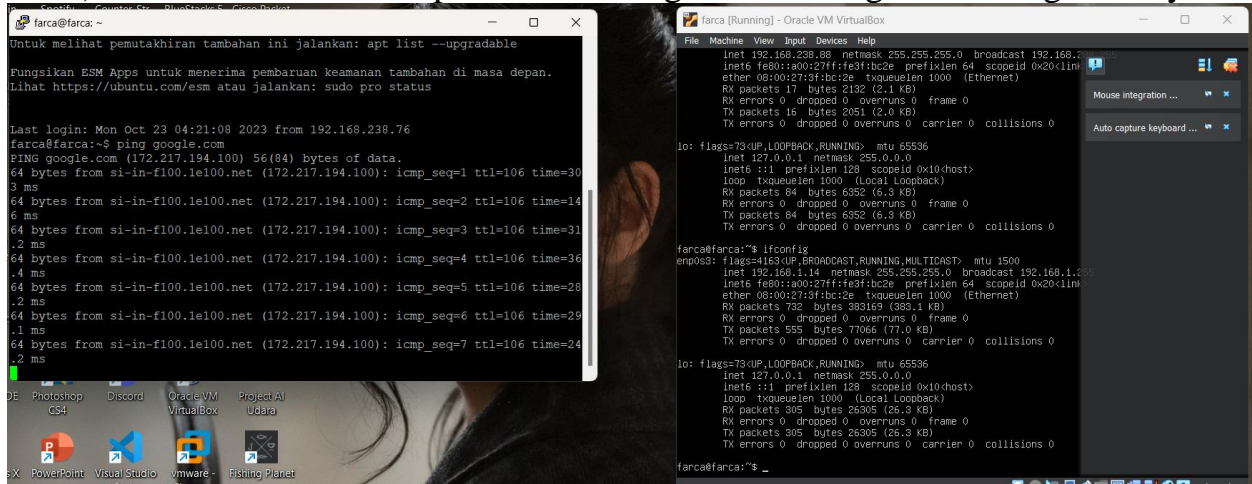 Spotify
Counter-Str
BlueStacks 5
Cisco Packet
farca@farca: ~
Untuk melihat pemutakhiran tambahan ini jalankan: apt list --upgradable
Fungsikan ESM Apps untuk menerima pembaruan keamanan tambahan di masa depan.
Lihat https://ubuntu.com/esm atau jalankan: sudo pro status
Last login: Mon Oct 23 04:21:08 2023 from 192.168.238.76
farca@farca:~$ ping google.com
PING google.com (172.217.194.100) 56(84) bytes of data.
64 bytes from si-in-f100.1e100.net (172.217.194.100): icmp_seq=1 ttl=106 time=30
3 ms
64 bytes from si-in-f100.1e100.net (172.217.194.100): icmp_seq=2 ttl=106 time=14
6 ms
64 bytes from si-in-f100.1e100.net (172.217.194.100): icmp_seq=3 ttl=106 time=31
.2 ms
64 bytes from si-in-f100.1e100.net (172.217.194.100): icmp_seq=4 ttl=106 time=36
.4 ms
64 bytes from si-in-f100.1e100.net (172.217.194.100): icmp_seq=5 ttl=106 time=28
.2 ms
64 bytes from si-in-f100.1e100.net (172.217.194.100): icmp_seq=6 ttl=106 time=29
.1 ms
64 bytes from si-in-f100.1e100.net (172.217.194.100): icmp_seq=7 ttl=106 time=24
.2 ms
Photoshop
CS4
Discord
Oracle VM
VirtualBox
Project AI
Udara
PowerPoint
Visual Studio
vmware -
Fishing Planet
farca [Running] - Oracle VM VirtualBox
File Machine View Input Devices Help
inet 192.168.238.88 netmask 255.255.255.0 broadcast 192.168.2
inet6 fe80::a00:27ff:fe3f:bc2e prefixlen 64 scopeid 0x20<link
ether 08:00:27:3f:bc:2e txqueuelen 1000 (Ethernet)
RX packets 17 bytes 2132 (2.1 KB)
RX errors 0 dropped 0 overruns 0 frame 0
TX packets 16 bytes 2051 (2.0 KB)
TX errors 0 dropped 0 overruns 0 carrier 0 collisions 0
Mouse integration ...
Auto capture keyboard ...
lo: flags=73<UP,LOOPBACK,RUNNING> mtu 65536
inet 127.0.0.1 netmask 255.0.0.0
inet6 ::1 prefixlen 128 scopeid 0x10<host>
loop txqueuelen 1000 (Local Loopback)
RX packets 84 bytes 6352 (6.3 KB)
RX errors 0 dropped 0 overruns 0 frame 0
TX packets 84 bytes 6352 (6.3 KB)
TX errors 0 dropped 0 overruns 0 carrier 0 collisions 0
farca@farca:~$ ifconfig
enp0s3: flags=4163<UP,BROADCAST,RUNNING,MULTICAST> mtu 1500
inet 192.168.1.14 netmask 255.255.255.0 broadcast 192.168.1.255
inet6 fe80::a00:27ff:fe3f:bc2e prefixlen 64 scopeid 0x20<link>
ether 08:00:27:3f:bc:2e txqueuelen 1000 (Ethernet)
RX packets 732 bytes 383169 (383.1 KB)
RX errors 0 dropped 0 overruns 0 frame 0
TX packets 555 bytes 77066 (77.0 KB)
TX errors 0 dropped 0 overruns 0 carrier 0 collisions 0
lo: flags=73<UP,LOOPBACK,RUNNING> mtu 65536
inet 127.0.0.1 netmask 255.0.0.0
inet6 ::1 prefixlen 128 scopeid 0x10<host>
loop txqueuelen 1000 (Local Loopback)
RX packets 305 bytes 26305 (26.3 KB)
RX errors 0 dropped 0 overruns 0 frame 0
TX packets 305 bytes 26305 (26.3 KB)
TX errors 0 dropped 0 overruns 0 carrier 0 collisions 0
farca@farca:~$ _